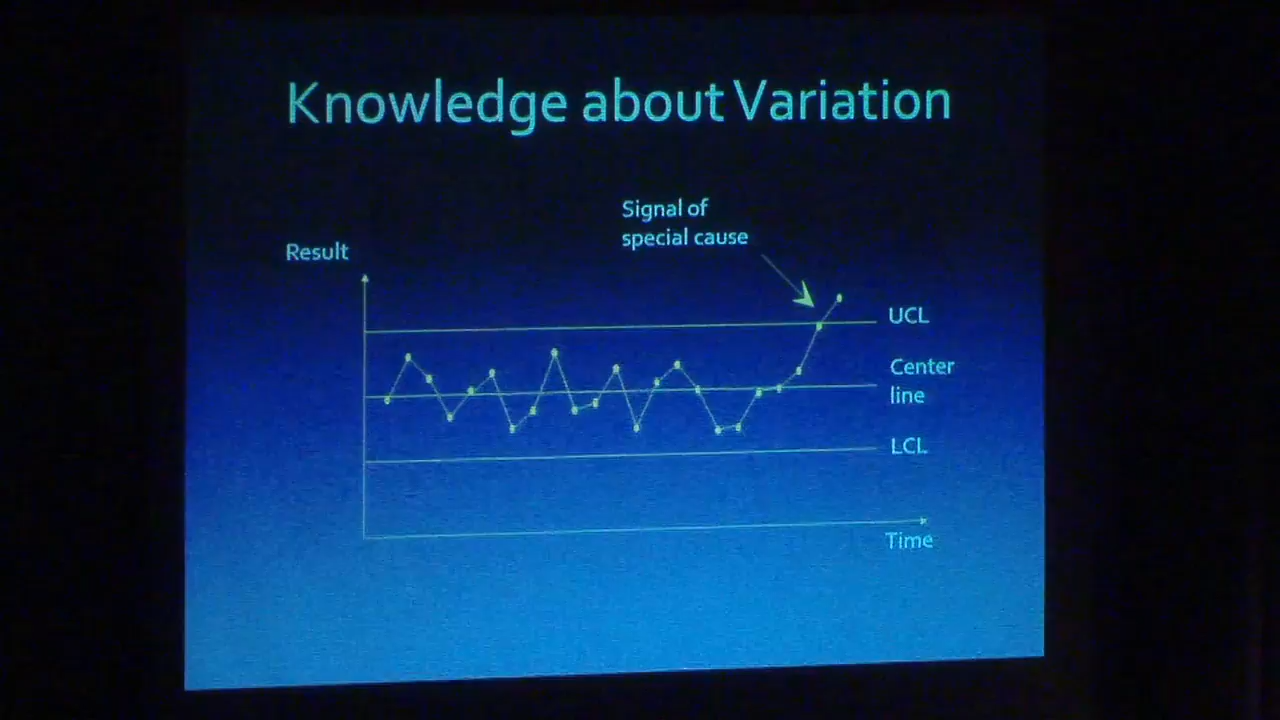 Knowledge about Variation
Signal of
special cause
Result
UCL
Center
line
LCL
Time